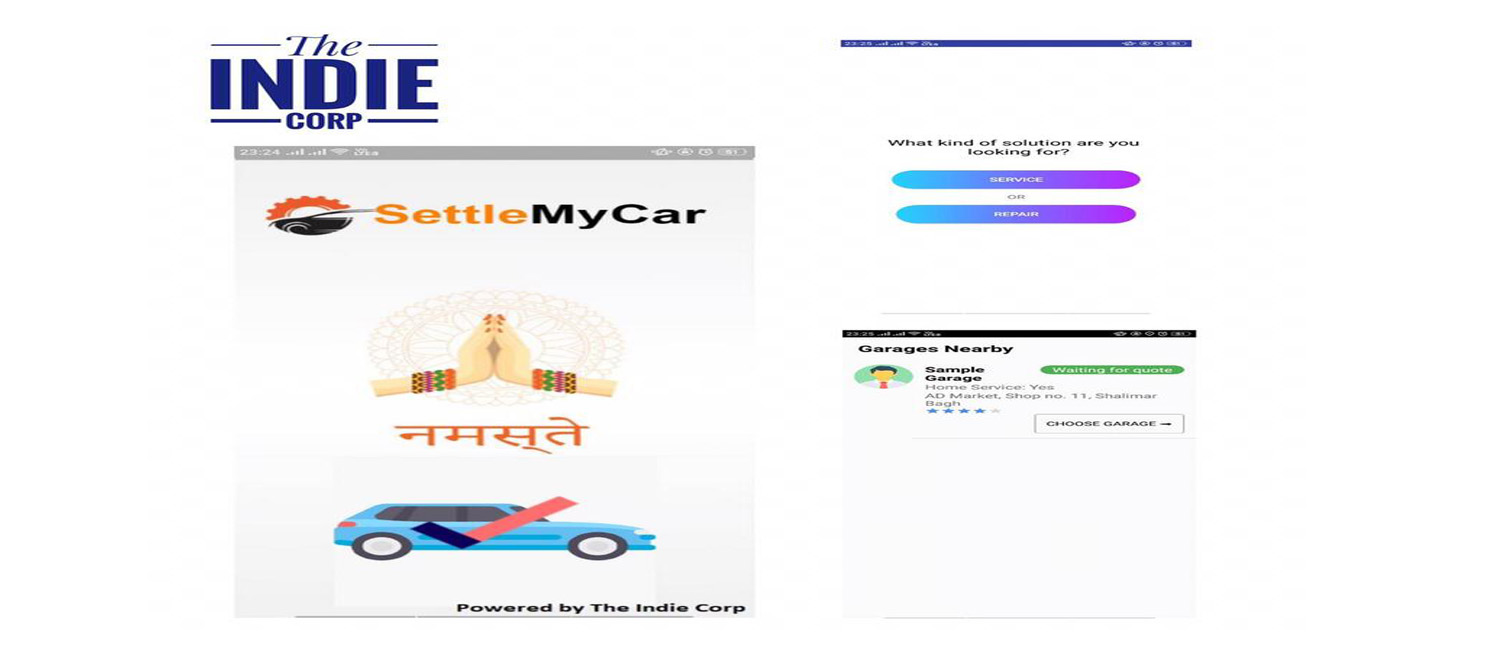 The
INDIE
CORP
23:24
SettleMyCar
नमस्ते
Powered by The Indie Corp
23:25
What kind of solution are you
looking for?
SERVICE
OR
REPAIR
23:25
Garages Nearby
Sample
Garage
Waiting for quote
Home Service: Yes
AD Market, Shop no. 11, Shalimar
Bagh
CHOOSE GARAGE →